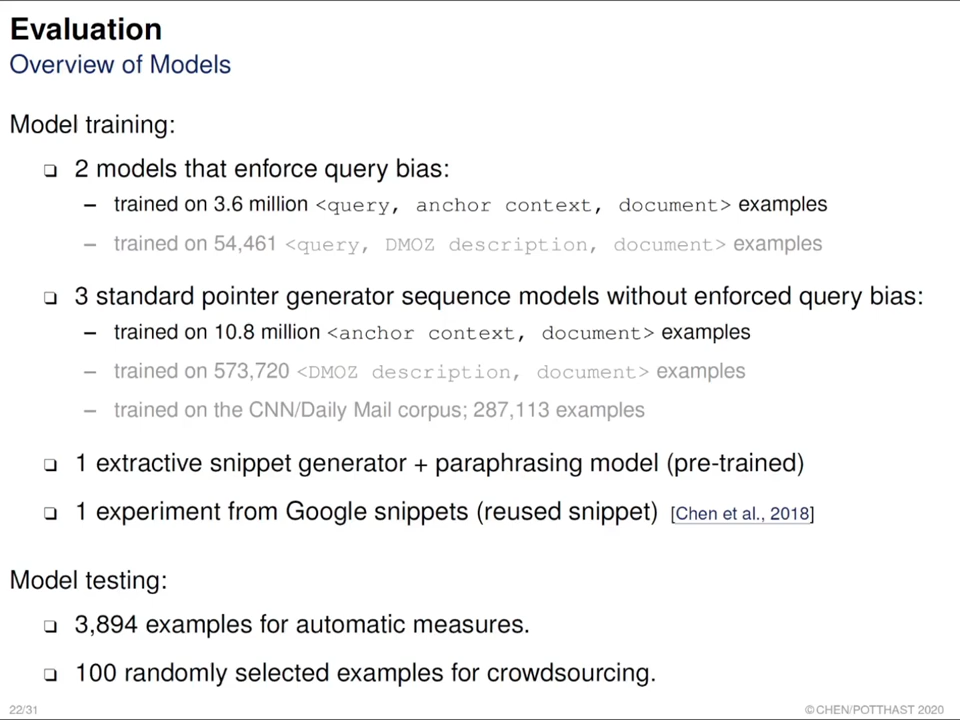 Evaluation
Overview of Models
Model training:
❏ 2 models that enforce query bias:
– trained on 3.6 million <query, anchor context, document> examples
– trained on 54,461 <query, DMOZ description, document> examples
❏ 3 standard pointer generator sequence models without enforced query bias:
– trained on 10.8 million <anchor context, document> examples
– trained on 573,720 <DMOZ description, document> examples
– trained on the CNN/Daily Mail corpus; 287,113 examples
❏ 1 extractive snippet generator + paraphrasing model (pre-trained)
❏ 1 experiment from Google snippets (reused snippet) [Chen et al., 2018]
Model testing:
❏ 3,894 examples for automatic measures.
❏ 100 randomly selected examples for crowdsourcing.
22/31 ©CHEN/POTTHAST 2020